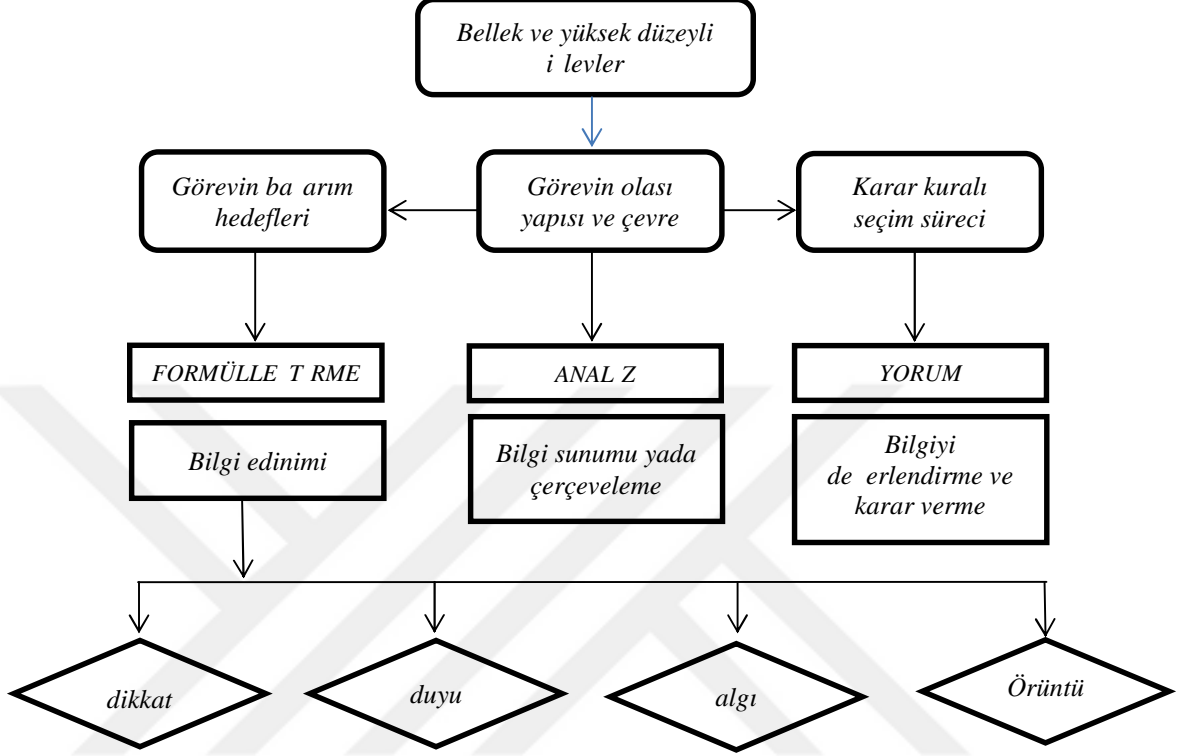 Bellek ve yüksek düzeyli
i levler
Görevin ba arım
hedefleri
Görevin olası
yapısı ve çevre
Karar kuralı
seçim süreci
FORMÜLLE T RME
ANAL Z
YORUM
Bilgi edinimi
Bilgi sunumu yada
çerçeveleme
Bilgiyi
de erlendirme ve
karar verme
dikkat
duyu
algı
Örüntü